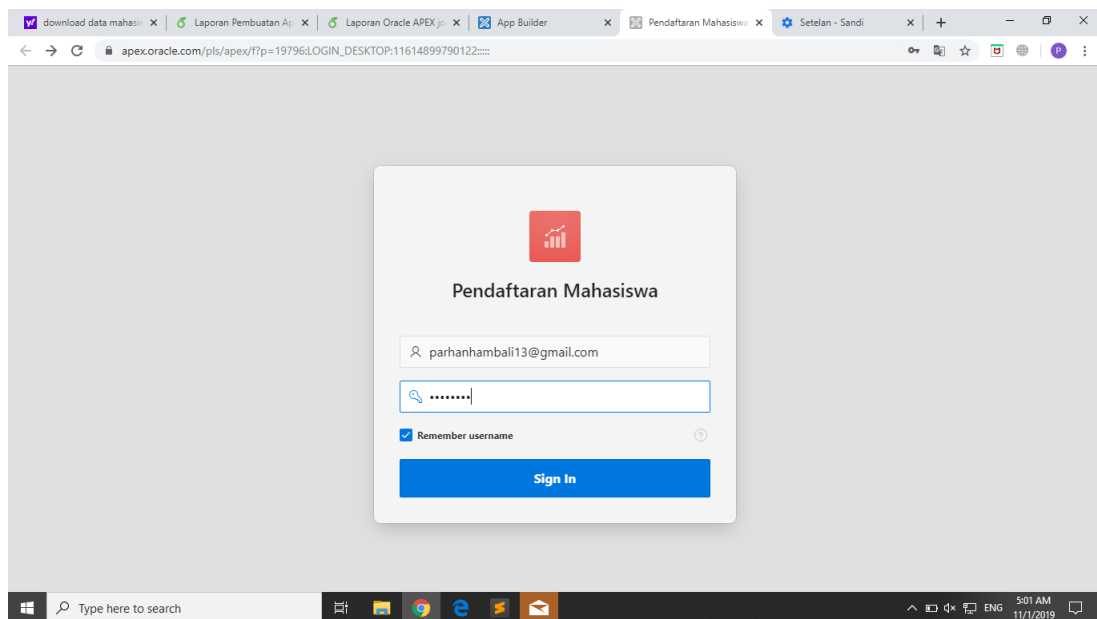 download data mahasis
Laporan Pembuatan Ap
Laporan Oracle APEX jo
App Builder
Pendaftaran Mahasiswa
Setelan - Sandi
apex.oracle.com/pls/apex/f?p=19796:LOGIN_DESKTOP:11614899790122:::::
P
Pendaftaran Mahasiswa
parhanhambali13@gmail.com
••••••••
Remember username
?
Sign In
Type here to search
ENG
5:01 AM
11/1/2019